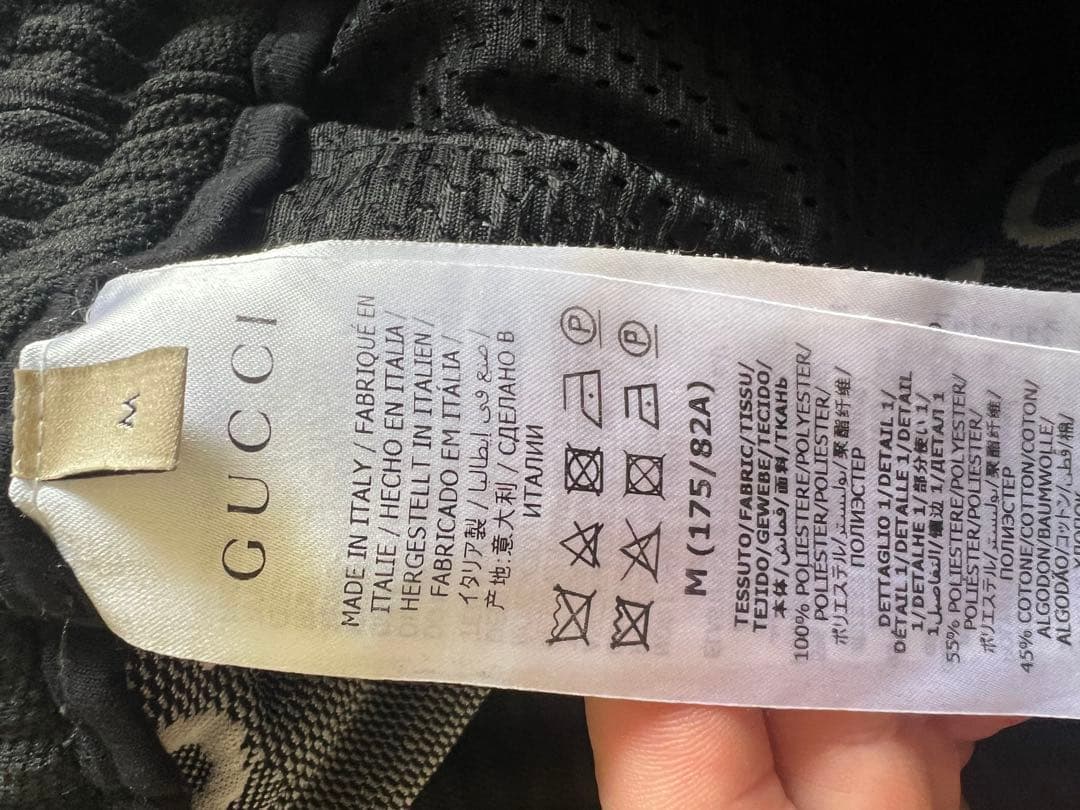 M
GUCCI
MADE IN ITALY / FABRIQUÉ EN
ITALIE / HECHO EN ITALIA /
HERGESTELLT IN ITALIEN /
FABRICADO EM ITÁLIA /
イタリア製 / صنع في إيطاليا
产地:意大利 / СДЕЛАНО В
ИТАЛИИ
P
P
M (175/82A)
TESSUTO/FABRIC/TISSU/
TEJIDO/GEWEBE/TECIDO/
本体/قماش/面料/ТКАНЬ
100% POLIESTERE/POLYESTER/
POLYESTER/POLIESTER/
ポリエステル/بوليستر/聚酯纤维/
ПОЛИЭСТЕР
DETTAGLIO 1/DETAIL 1/
DÉTAIL 1/DETALLE 1/DETAIL
1/DETALHE 1/部分使い 1/
التفاصيل 1/镶边 1/ДЕТАЛ 1
55% POLIESTERE/POLYESTER/
POLYESTER/POLIESTER/
ポリエステル/بوليستر/聚酯纤维/
ПОЛИЭСТЕР
45% COTONE/COTTON/COTON/
ALGODON/BAUMWOLLE/
ALGODÃO/コットン/قطن/棉/